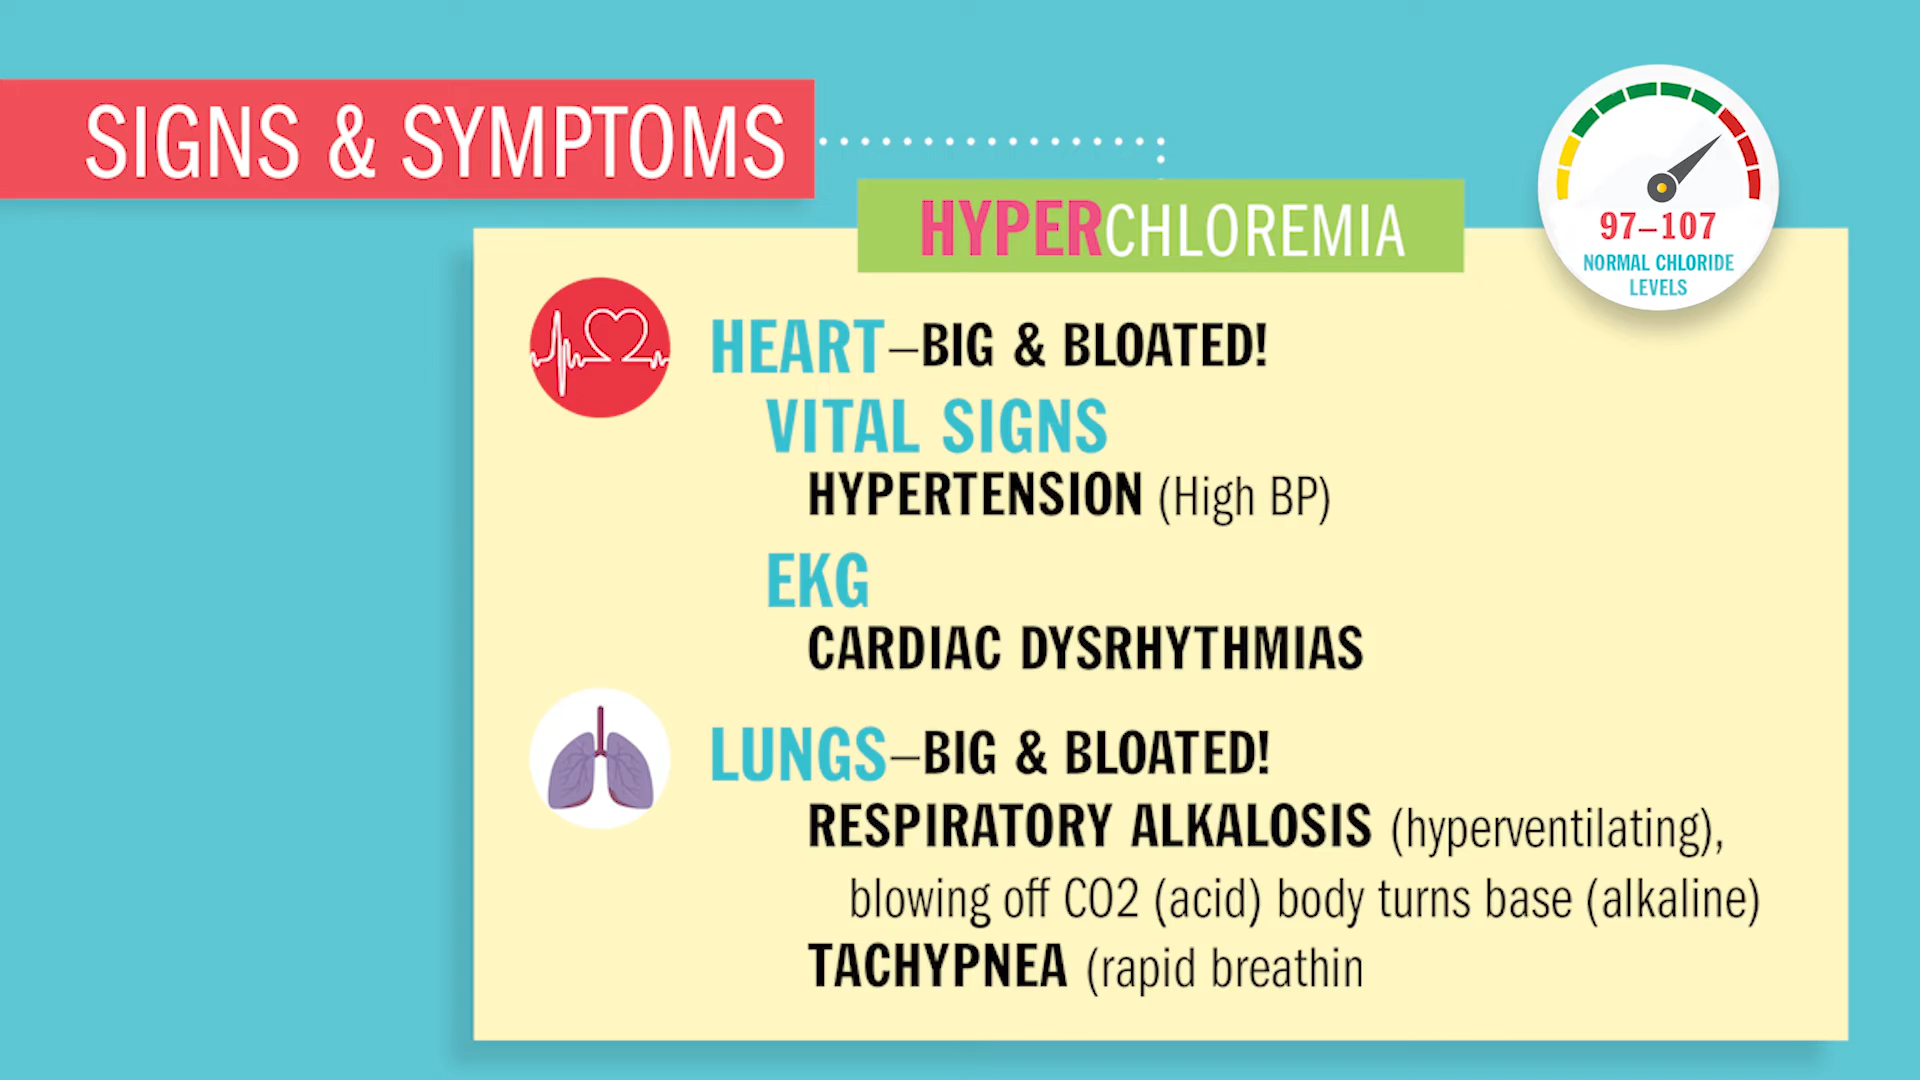 SIGNS & SYMPTOMS
HYPERCHLOREMIA
97–107
NORMAL CHLORIDE
LEVELS
HEART–BIG & BLOATED!
VITAL SIGNS
HYPERTENSION (High BP)
EKG
CARDIAC DYSRHYTHMIAS
LUNGS–BIG & BLOATED!
RESPIRATORY ALKALOSIS (hyperventilating),
blowing off CO2 (acid) body turns base (alkaline)
TACHYPNEA (rapid breathin